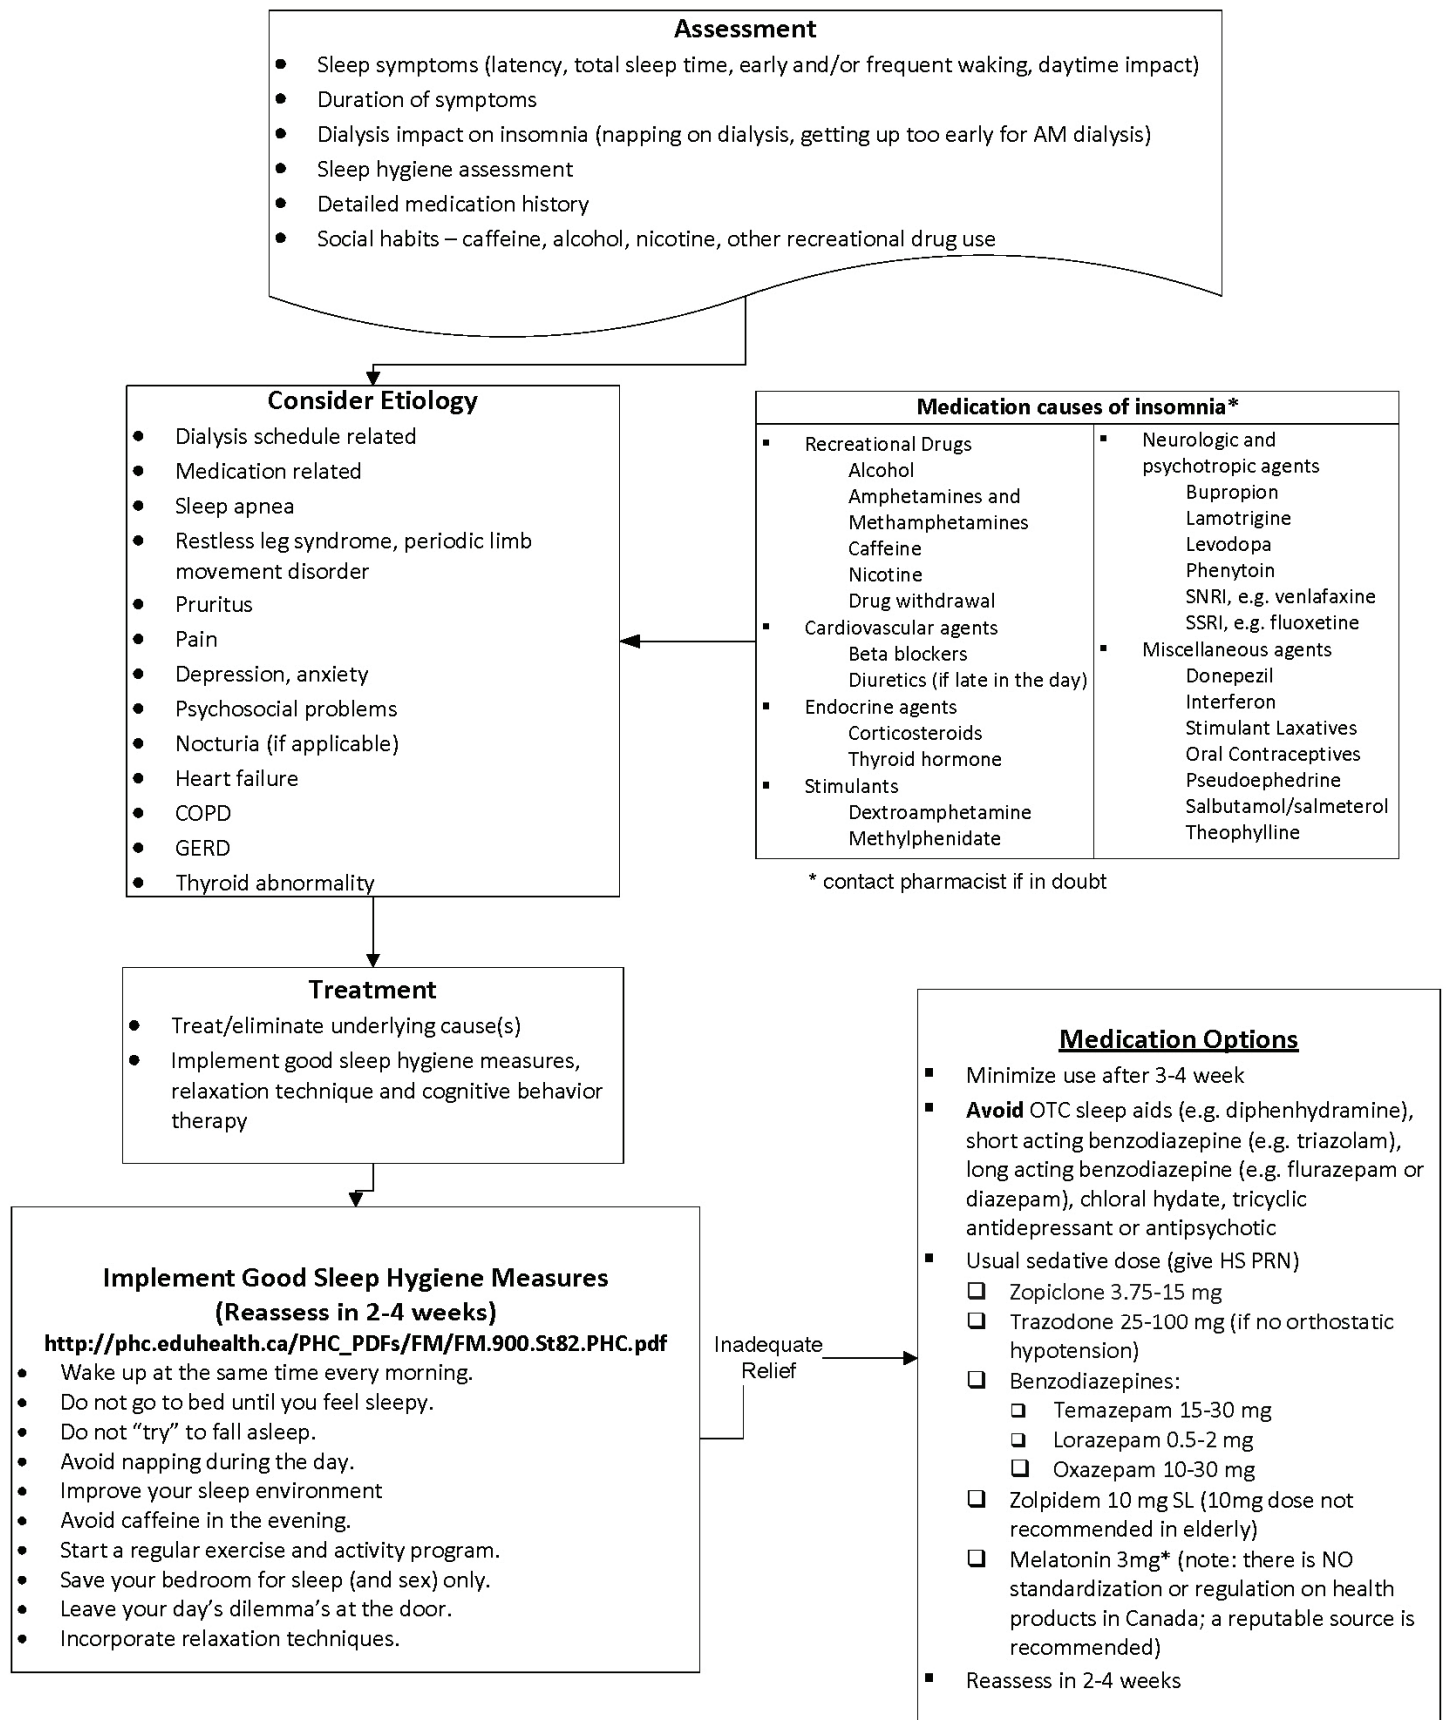 Assessment
● Sleep symptoms (latency, total sleep time, early and/or frequent waking, daytime impact)
● Duration of symptoms
● Dialysis impact on insomnia (napping on dialysis, getting up too early for AM dialysis)
● Sleep hygiene assessment
● Detailed medication history
● Social habits – caffeine, alcohol, nicotine, other recreational drug use
Consider Etiology
● Dialysis schedule related
● Medication related
● Sleep apnea
● Restless leg syndrome, periodic limb
movement disorder
● Pruritus
● Pain
● Depression, anxiety
● Psychosocial problems
● Nocturia (if applicable)
● Heart failure
● COPD
● GERD
● Thyroid abnormality
Medication causes of insomnia*
▪ Recreational Drugs
Alcohol
Amphetamines and
Methamphetamines
Caffeine
Nicotine
Drug withdrawal
▪ Cardiovascular agents
Beta blockers
Diuretics (if late in the day)
▪ Endocrine agents
Corticosteroids
Thyroid hormone
▪ Stimulants
Dextroamphetamine
Methylphenidate
▪ Neurologic and
psychotropic agents
Bupropion
Lamotrigine
Levodopa
Phenytoin
SNRI, e.g. venlafaxine
SSRI, e.g. fluoxetine
▪ Miscellaneous agents
Donepezil
Interferon
Stimulant Laxatives
Oral Contraceptives
Pseudoephedrine
Salbutamol/salmeterol
Theophylline
* contact pharmacist if in doubt
Treatment
● Treat/eliminate underlying cause(s)
● Implement good sleep hygiene measures,
relaxation technique and cognitive behavior
therapy
Implement Good Sleep Hygiene Measures
(Reassess in 2-4 weeks)
http://phc.eduhealth.ca/PHC_PDFs/FM/FM.900.St82.PHC.pdf
● Wake up at the same time every morning.
● Do not go to bed until you feel sleepy.
● Do not “try” to fall asleep.
● Avoid napping during the day.
● Improve your sleep environment
● Avoid caffeine in the evening.
● Start a regular exercise and activity program.
● Save your bedroom for sleep (and sex) only.
● Leave your day’s dilemma’s at the door.
● Incorporate relaxation techniques.
Inadequate
Relief
Medication Options
▪ Minimize use after 3-4 week
▪ Avoid OTC sleep aids (e.g. diphenhydramine),
short acting benzodiazepine (e.g. triazolam),
long acting benzodiazepine (e.g. flurazepam or
diazepam), chloral hydate, tricyclic
antidepressant or antipsychotic
▪ Usual sedative dose (give HS PRN)
❑ Zopiclone 3.75-15 mg
❑ Trazodone 25-100 mg (if no orthostatic
hypotension)
❑ Benzodiazepines:
❑ Temazepam 15-30 mg
❑ Lorazepam 0.5-2 mg
❑ Oxazepam 10-30 mg
❑ Zolpidem 10 mg SL (10mg dose not
recommended in elderly)
❑ Melatonin 3mg* (note: there is NO
standardization or regulation on health
products in Canada; a reputable source is
recommended)
▪ Reassess in 2-4 weeks